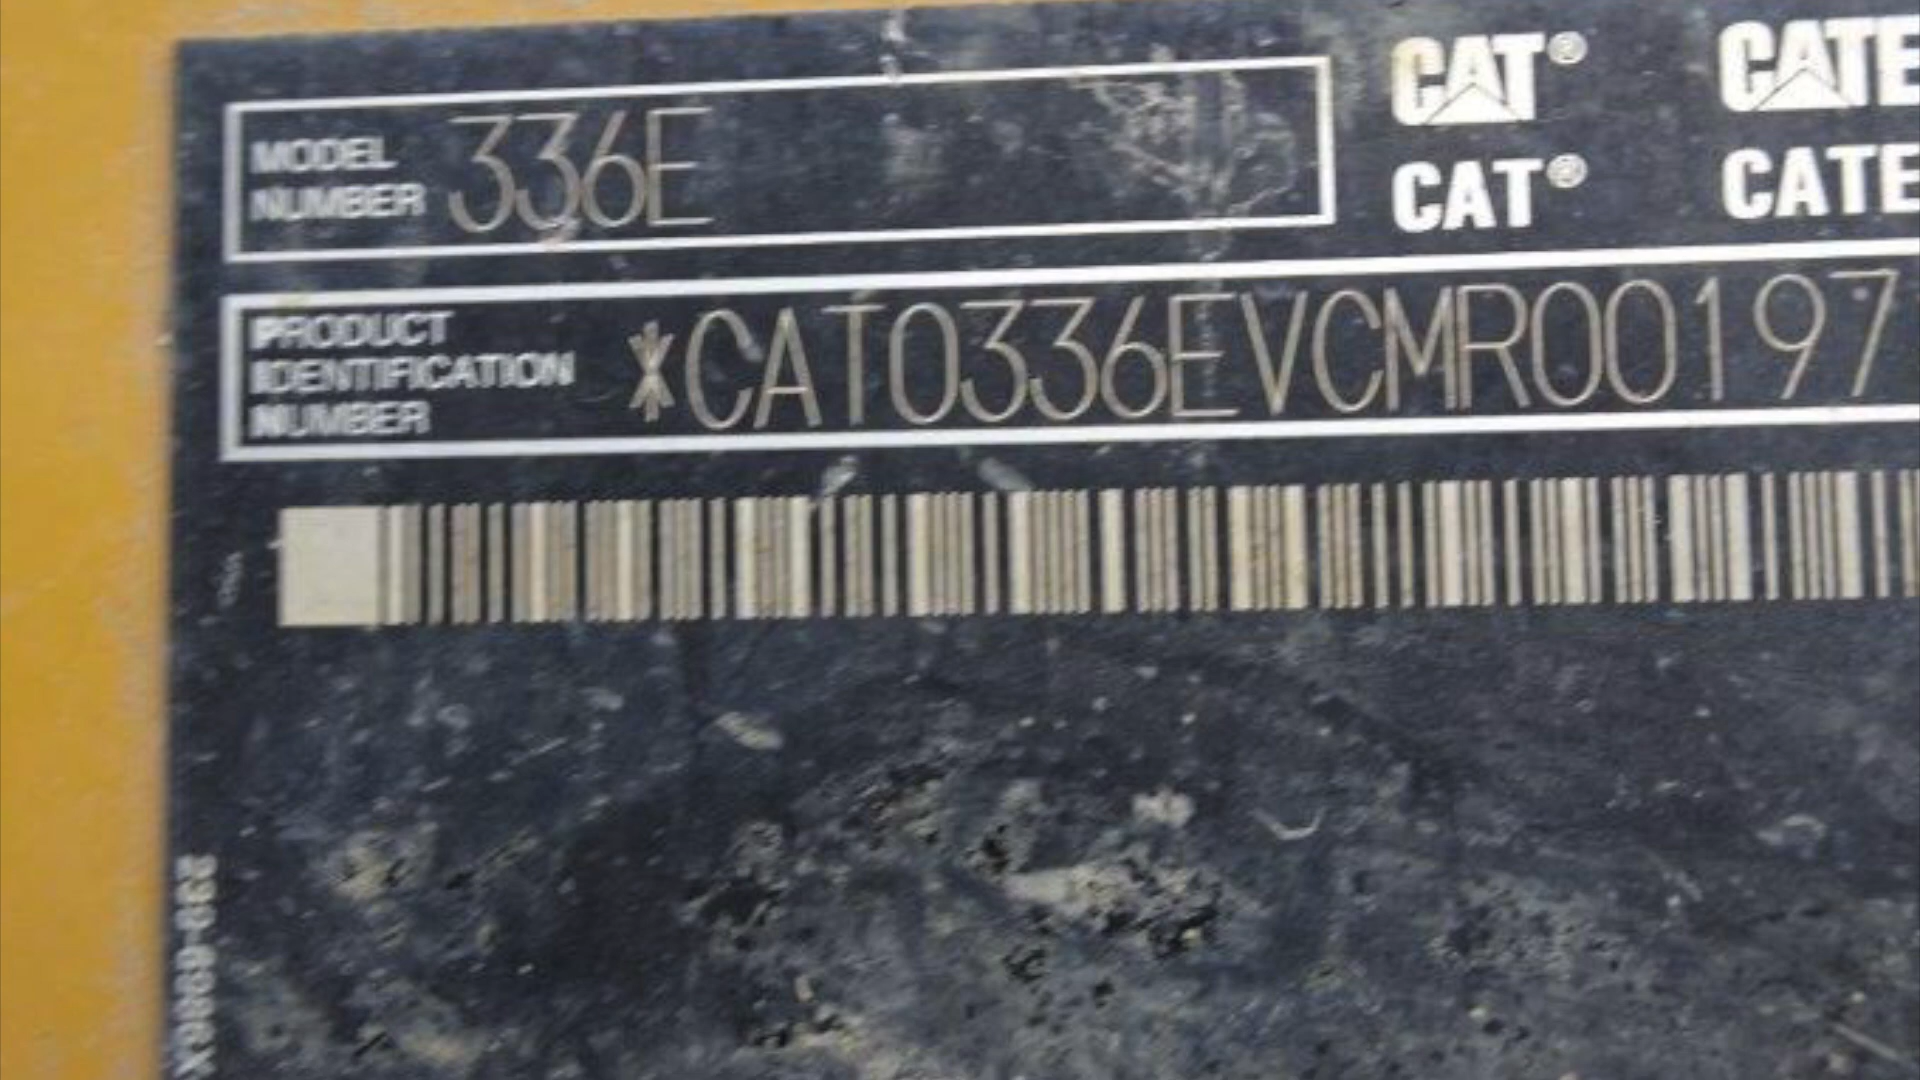 MODEL
NUMBER 336E
CAT® CATE
CAT® CATE
PRODUCT
IDENTIFICATION
NUMBER *CAT0336EVCMR00197